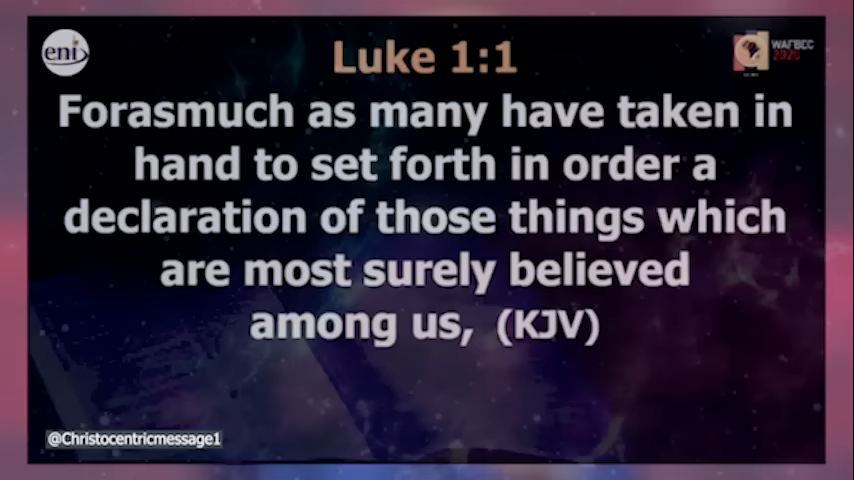 eni
Luke 1:1
WAFBEC
2020
Forasmuch as many have taken in
hand to set forth in order a
declaration of those things which
are most surely believed
among us, (KJV)
@Christocentricmessage1